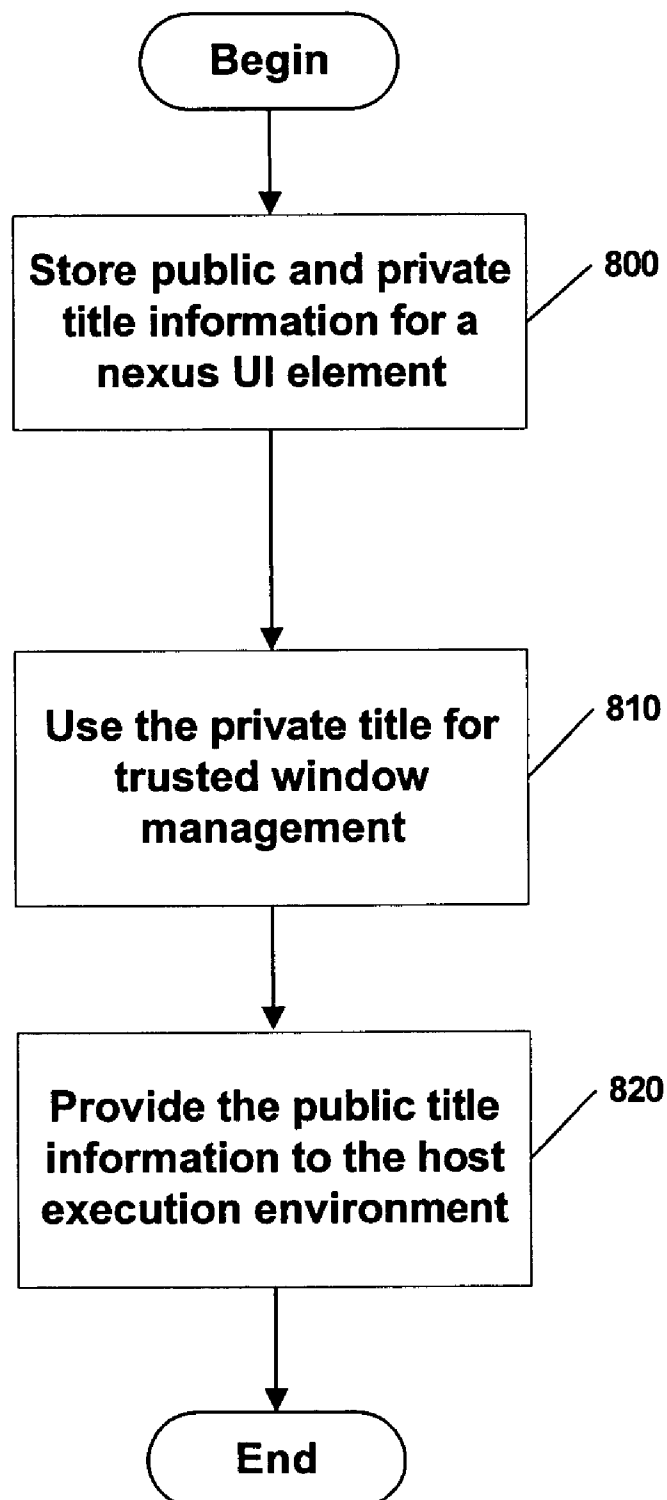 Begin
Store public and private
title information for a
nexus UI element
800
Use the private title for
trusted window
management
810
Provide the public title
information to the host
execution environment
820
End